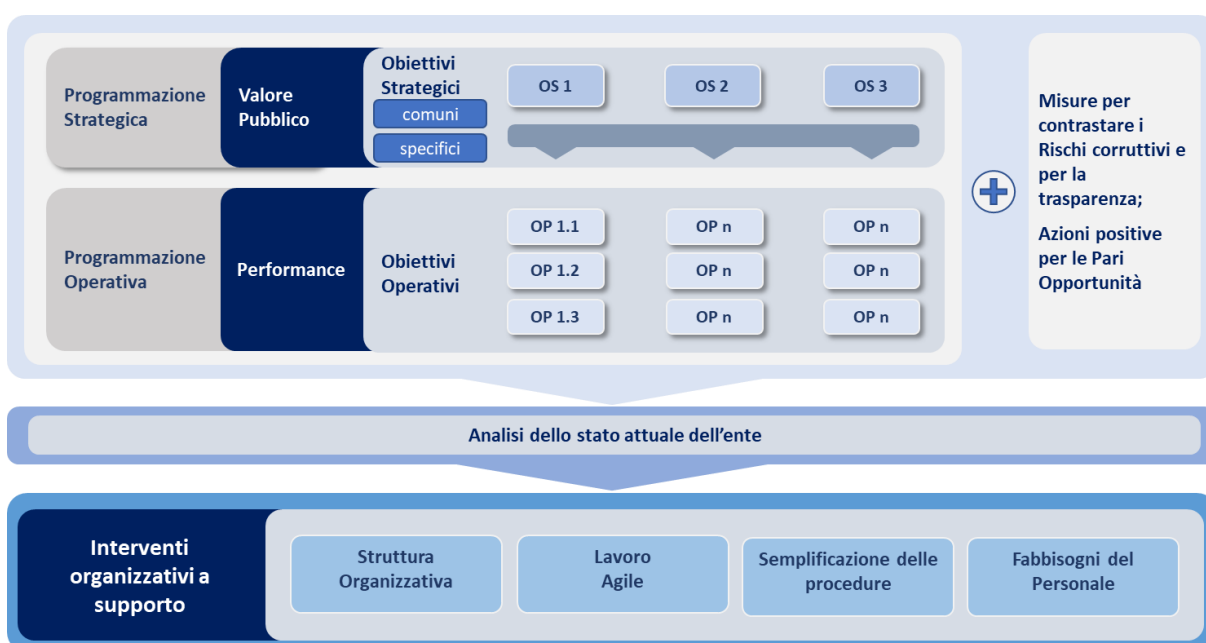 Programmazione
Strategica
Valore
Pubblico
Obiettivi
Strategici
comuni
specifici
OS 1
OS 2
OS 3
Programmazione
Operativa
Performance
Obiettivi
Operativi
OP 1.1
OP n
OP n
OP 1.2
OP n
OP n
OP 1.3
OP n
OP n
Misure per
contrastare i
Rischi corruttivi e
per la
trasparenza;
Azioni positive
per le Pari
Opportunità
Analisi dello stato attuale dell'ente
Interventi
organizzativi a
supporto
Struttura
Organizzativa
Lavoro
Agile
Semplificazione delle
procedure
Fabbisogni del
Personale